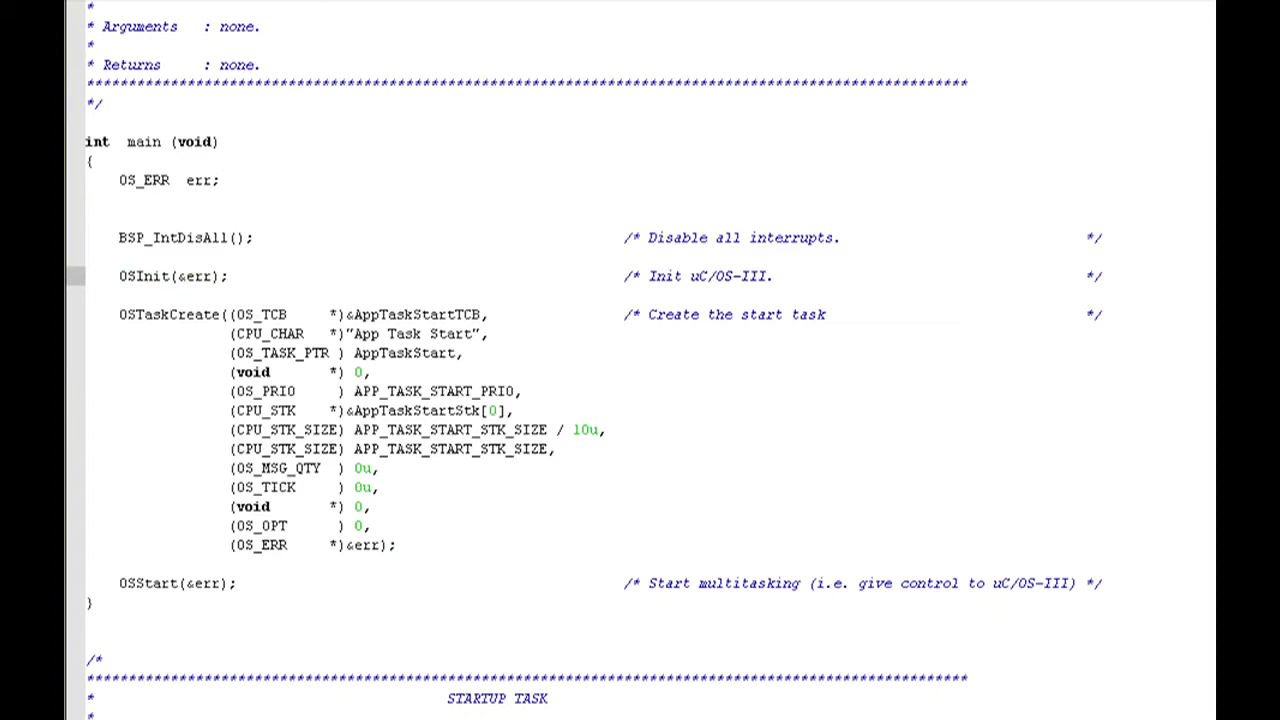 *
* Arguments   : none.
*
* Returns     : none.
*********************************************************************************************************
*/
int  main (void)
{
    OS_ERR  err;
    BSP_IntDisAll();                                            /* Disable all interrupts.                              */
    OSInit(&err);                                               /* Init uC/OS-III.                                      */
    OSTaskCreate((OS_TCB     *)&AppTaskStartTCB,                /* Create the start task                                */
                 (CPU_CHAR   *)"App Task Start",
                 (OS_TASK_PTR ) AppTaskStart,
                 (void       *) 0,
                 (OS_PRIO     ) APP_TASK_START_PRIO,
                 (CPU_STK    *)&AppTaskStartStk[0],
                 (CPU_STK_SIZE) APP_TASK_START_STK_SIZE / 10u,
                 (CPU_STK_SIZE) APP_TASK_START_STK_SIZE,
                 (OS_MSG_QTY  ) 0u,
                 (OS_TICK     ) 0u,
                 (void       *) 0,
                 (OS_OPT      ) 0,
                 (OS_ERR     *)&err);
    OSStart(&err);                                              /* Start multitasking (i.e. give control to uC/OS-III) */
}
/*
*********************************************************************************************************
*                                          STARTUP TASK
*